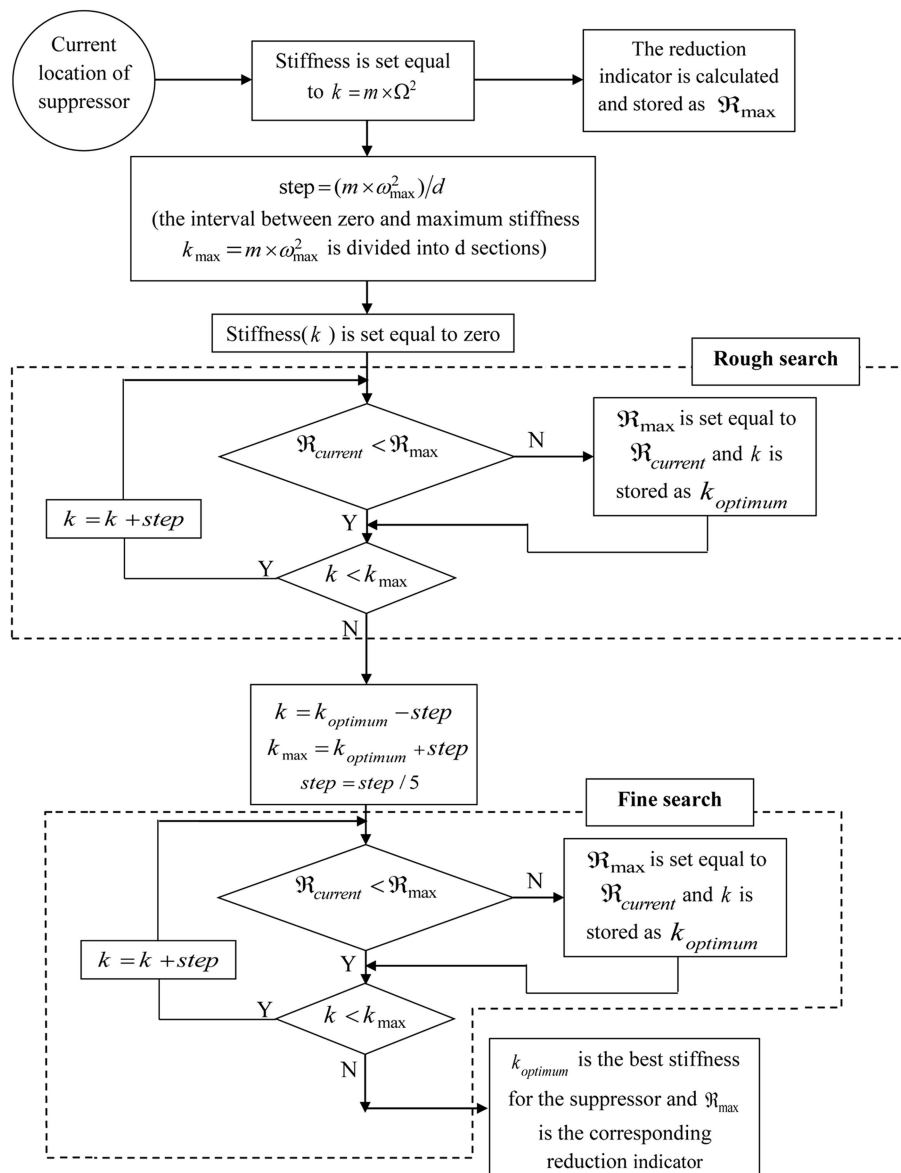 Current
location of
suppressor
Stiffness is set equal
to k = m × Ω²
The reduction
indicator is calculated
and stored as ℜmax
step = (m × ω²max)/d
(the interval between zero and maximum stiffness
kmax = m × ω²max is divided into d sections)
Stiffness(k ) is set equal to zero
Rough search
ℜcurrent < ℜmax
N
ℜmax is set equal to
ℜcurrent and k is
stored as koptimum
Y
k = k + step
k < kmax
Y
N
k = koptimum − step
kmax = koptimum + step
step = step / 5
Fine search
ℜcurrent < ℜmax
N
ℜmax is set equal to
ℜcurrent and k is
stored as koptimum
Y
k = k + step
k < kmax
Y
N
koptimum is the best stiffness
for the suppressor and ℜmax
is the corresponding
reduction indicator